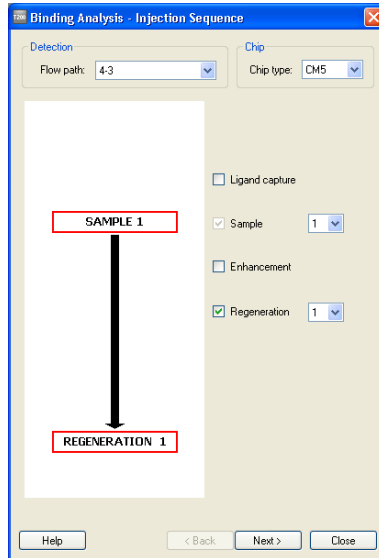 T200 Binding Analysis - Injection Sequence
Detection
Flow path: 4-3
Chip
Chip type: CM5
Ligand capture
SAMPLE 1
Sample 1
Enhancement
Regeneration 1
REGENERATION 1
Help < Back Next > Close